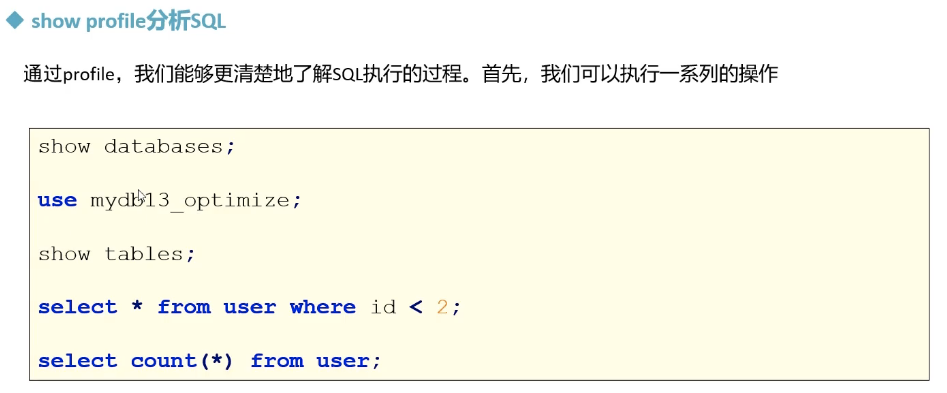 show profile分析SQL
通过profile，我们能够更清楚地了解SQL执行的过程。首先，我们可以执行一系列的操作
show databases;
use mydb13_optimize;
show tables;
select * from user where id < 2;
select count(*) from user;